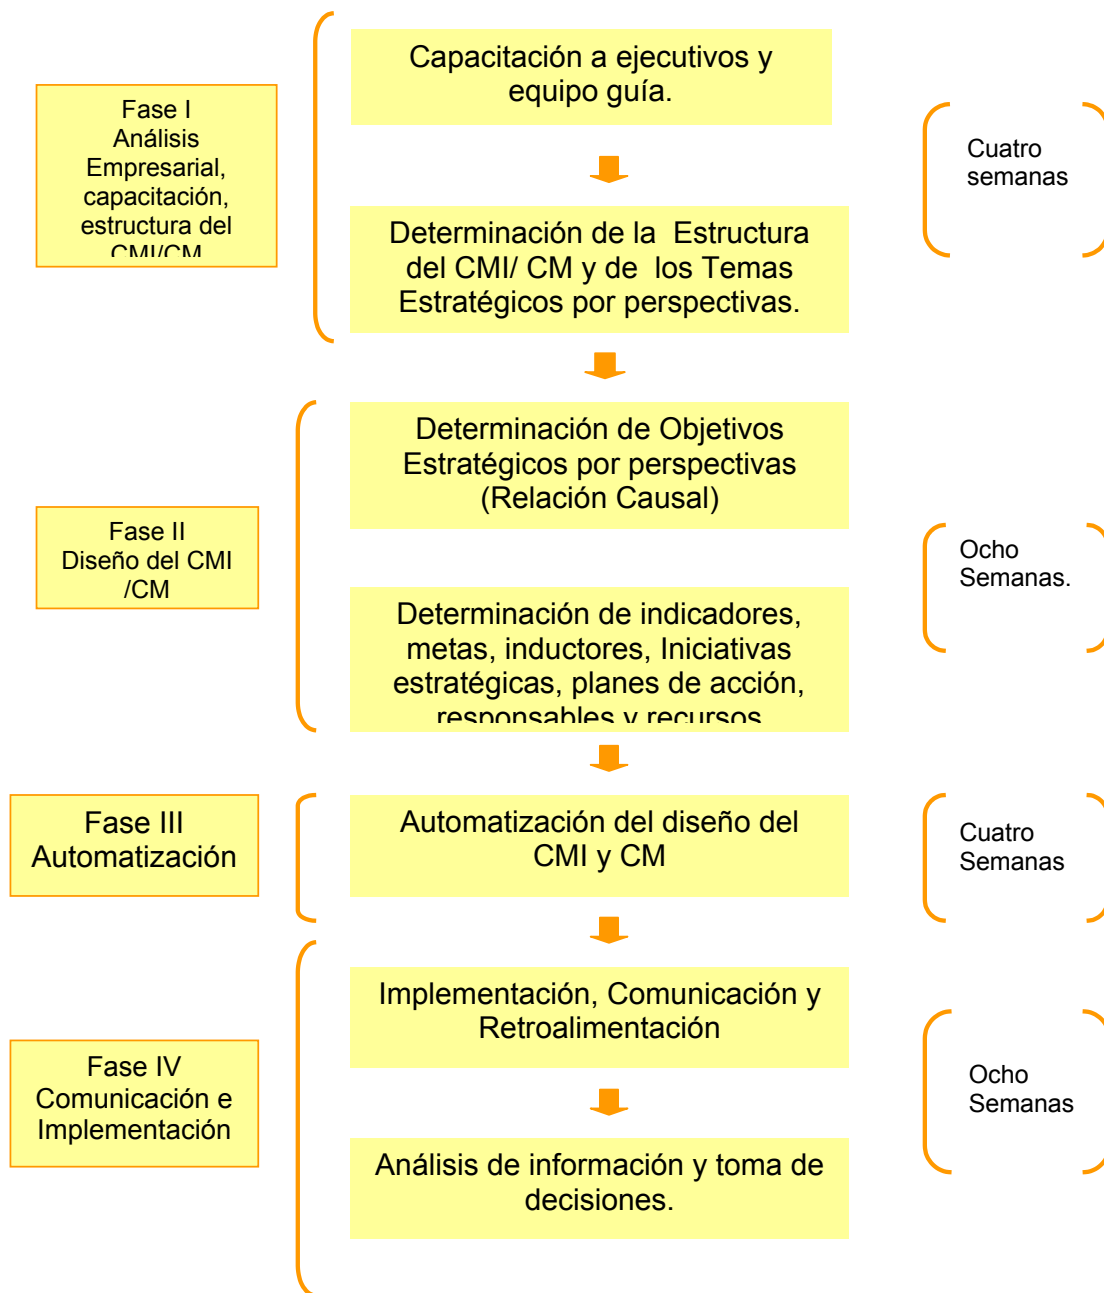 Capacitación a ejecutivos y
equipo guía.
Fase I
Análisis
Empresarial,
capacitación,
estructura del
CMI/CM
Cuatro
semanas
Determinación de la Estructura
del CMI/ CM y de los Temas
Estratégicos por perspectivas.
Determinación de Objetivos
Estratégicos por perspectivas
(Relación Causal)
Fase II
Diseño del CMI
/CM
Ocho
Semanas.
Determinación de indicadores,
metas, inductores, Iniciativas
estratégicas, planes de acción,
responsables y recursos
Fase III
Automatización
Automatización del diseño del
CMI y CM
Cuatro
Semanas
Implementación, Comunicación y
Retroalimentación
Fase IV
Comunicación e
Implementación
Ocho
Semanas
Análisis de información y toma de
decisiones.